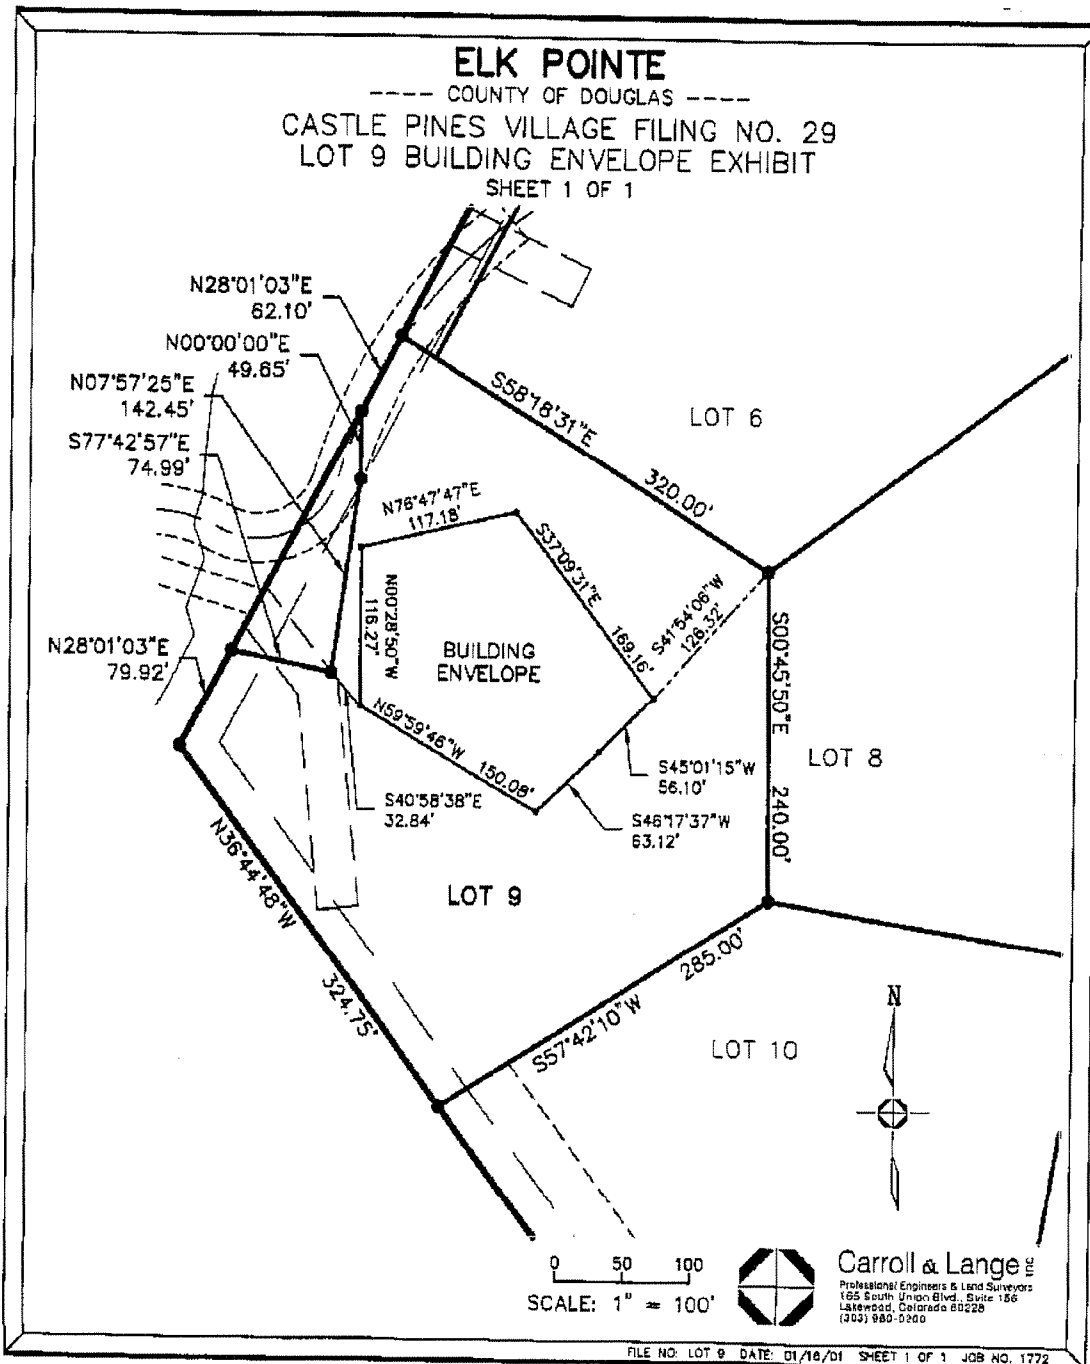 ELK POINTE
---- COUNTY OF DOUGLAS ----
CASTLE PINES VILLAGE FILING NO. 29
LOT 9 BUILDING ENVELOPE EXHIBIT
SHEET 1 OF 1
N28°01'03"E
62.10'
N00°00'00"E
49.65'
N07°57'25"E
142.45'
S77°42'57"E
74.99'
N28°01'03"E
79.92'
S58°18'31"E
320.00'
LOT 6
N76°47'47"E
117.18'
S37°09'31"E
169.16'
S41°54'06"W
126.32'
N00°28'50"W
116.27'
BUILDING
ENVELOPE
S00°45'50"E
240.00'
LOT 8
N59°59'46"W
150.08'
S45°01'15"W
56.10'
S40°58'38"E
32.84'
S46°17'37"W
63.12'
N36°44'48"W
324.75'
LOT 9
285.00'
S57°42'10"W
LOT 10
N
0 50 100
SCALE: 1" = 100'
Carroll & Lange INC
Professional Engineers & Land Surveyors
165 South Union Blvd., Suite 156
Lakewood, Colorado 80228
(303) 980-0200
FILE NO: LOT 9 DATE: 01/16/01 SHEET 1 OF 1 JOB NO. 1772